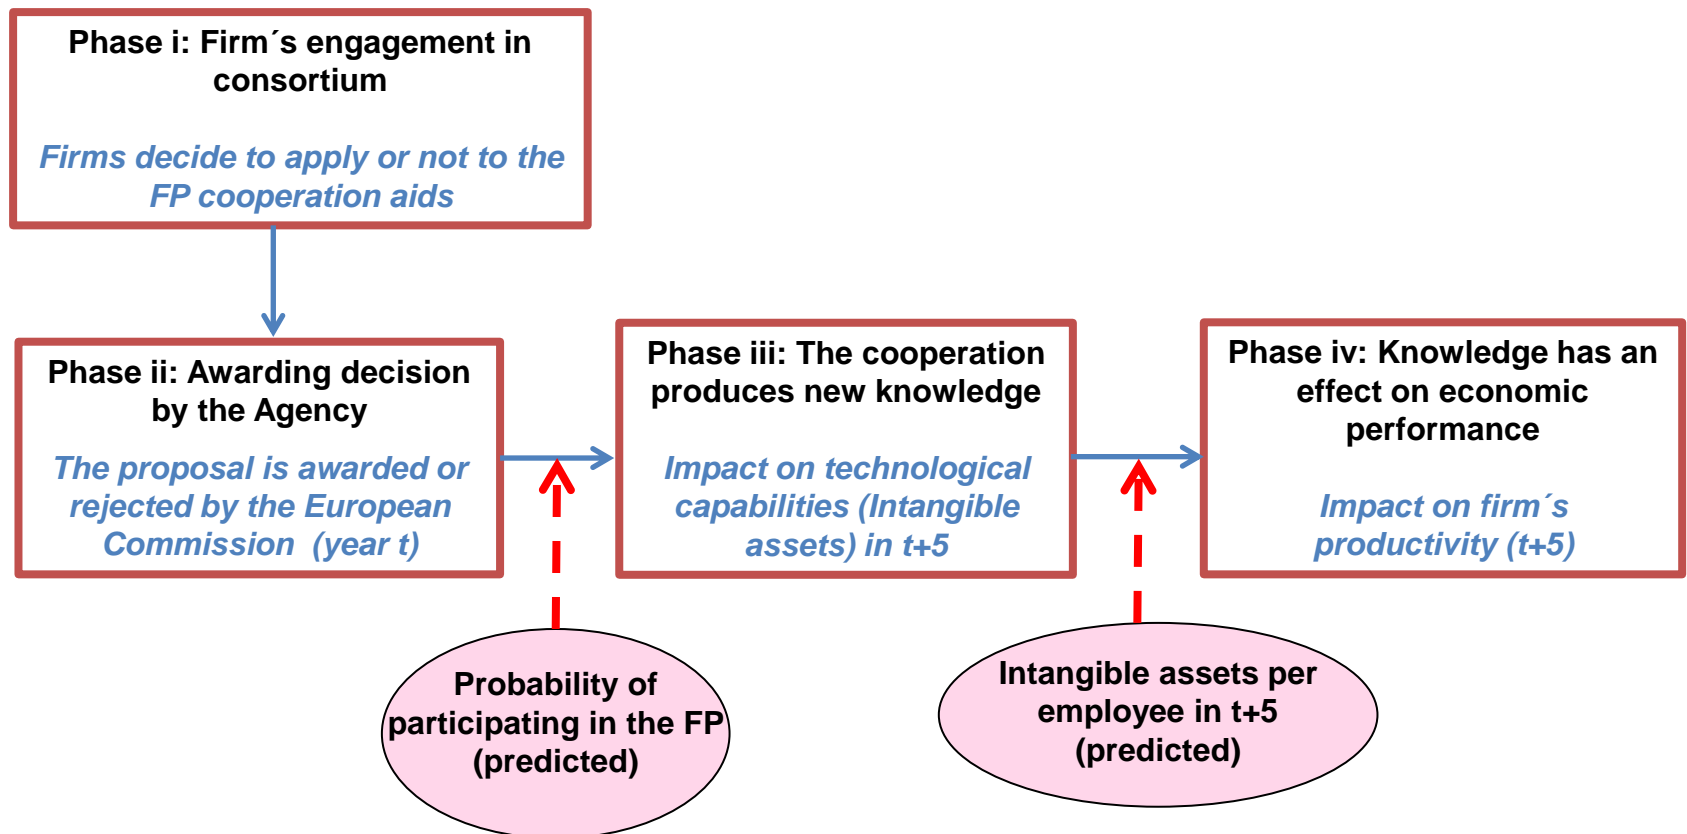 Phase i: Firm´s engagement in
consortium
Firms decide to apply or not to the
FP cooperation aids
Phase ii: Awarding decision
by the Agency
The proposal is awarded or
rejected by the European
Commission (year t)
Phase iii: The cooperation
produces new knowledge
Impact on technological
capabilities (Intangible
assets) in t+5
Phase iv: Knowledge has an
effect on economic
performance
Impact on firm´s
productivity (t+5)
Probability of
participating in the FP
(predicted)
Intangible assets per
employee in t+5
(predicted)